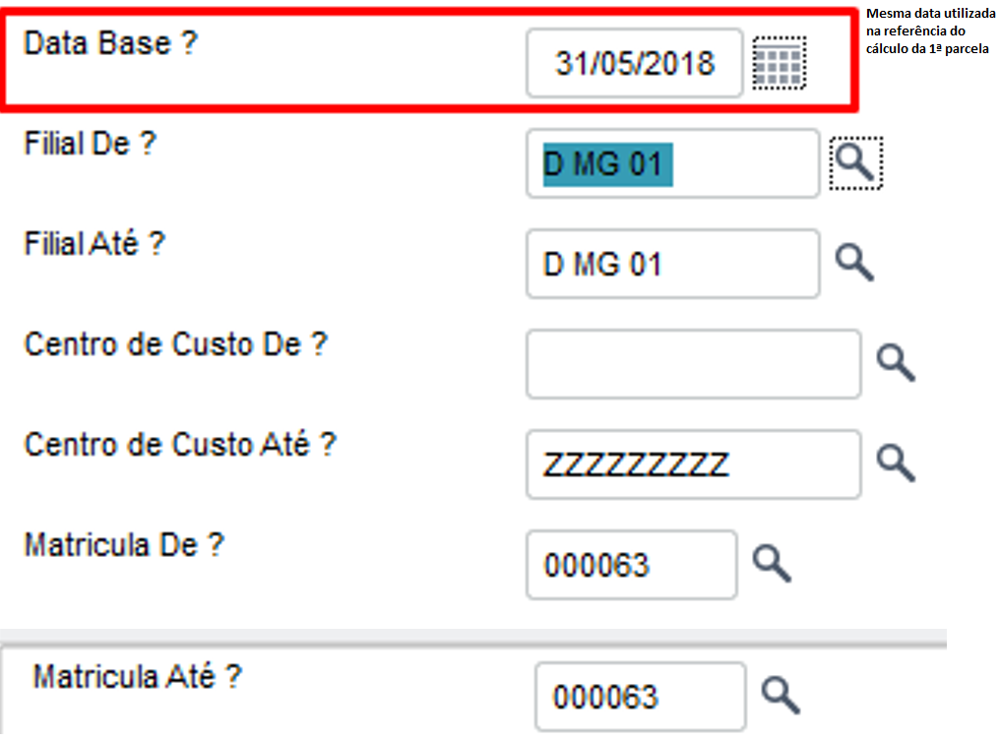 Data Base ?
31/05/2018
Mesma data utilizada
na referência do
cálculo da 1ª parcela
Filial De ?
D MG 01
Filial Até ?
D MG 01
Centro de Custo De ?
Centro de Custo Até ?
ZZZZZZZZZ
Matricula De ?
000063
Matricula Até ?
000063